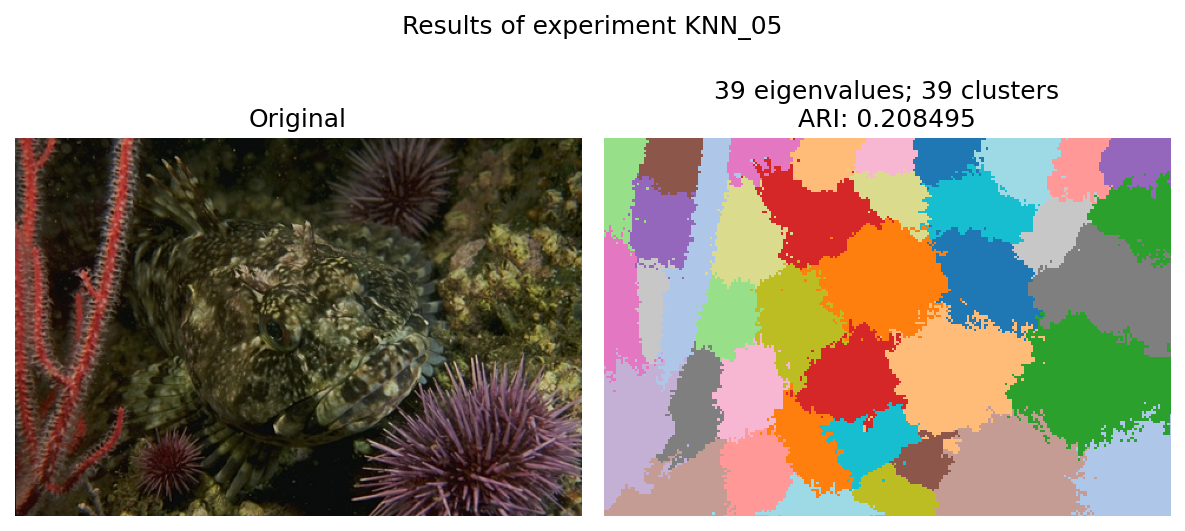 Results of experiment KNN_05
Original
39 eigenvalues; 39 clusters
ARI: 0.208495